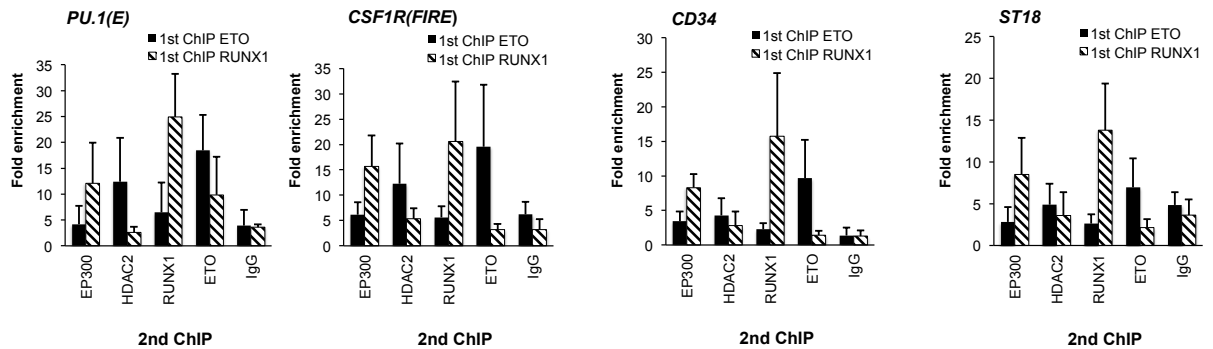 PU.1(E)
1st ChIP ETO
1st ChIP RUNX1
Fold enrichment
35
30
25
20
15
10
5
0
EP300
HDAC2
RUNX1
ETO
IgG
2nd ChIP
CSF1R(FIRE)
1st ChIP ETO
1st ChIP RUNX1
Fold enrichment
35
30
25
20
15
10
5
0
EP300
HDAC2
RUNX1
ETO
IgG
2nd ChIP
CD34
1st ChIP ETO
1st ChIP RUNX1
Fold enrichment
30
25
20
15
10
5
0
EP300
HDAC2
RUNX1
ETO
IgG
2nd ChIP
ST18
1st ChIP ETO
1st ChIP RUNX1
Fold enrichment
25
20
15
10
5
0
EP300
HDAC2
RUNX1
ETO
IgG
2nd ChIP